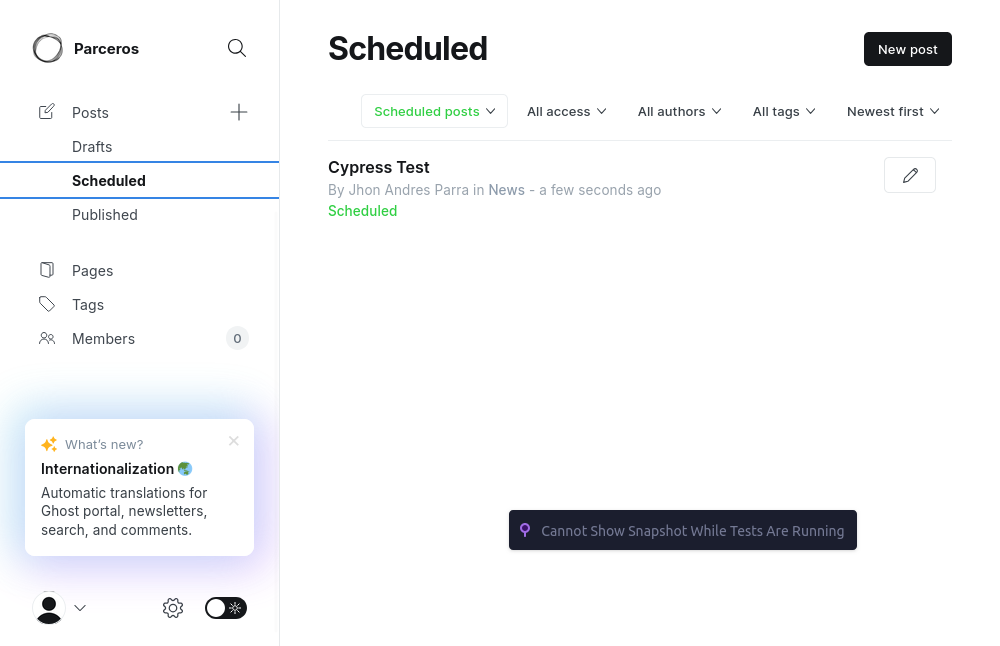 Parceros
Posts
Drafts
Scheduled
Published
Pages
Tags
Members
0
What's new?
Internationalization
Automatic translations for
Ghost portal, newsletters,
search, and comments.
Scheduled
New post
Scheduled posts
All access
All authors
All tags
Newest first
Cypress Test
By Jhon Andres Parra in News - a few seconds ago
Scheduled
Cannot Show Snapshot While Tests Are Running